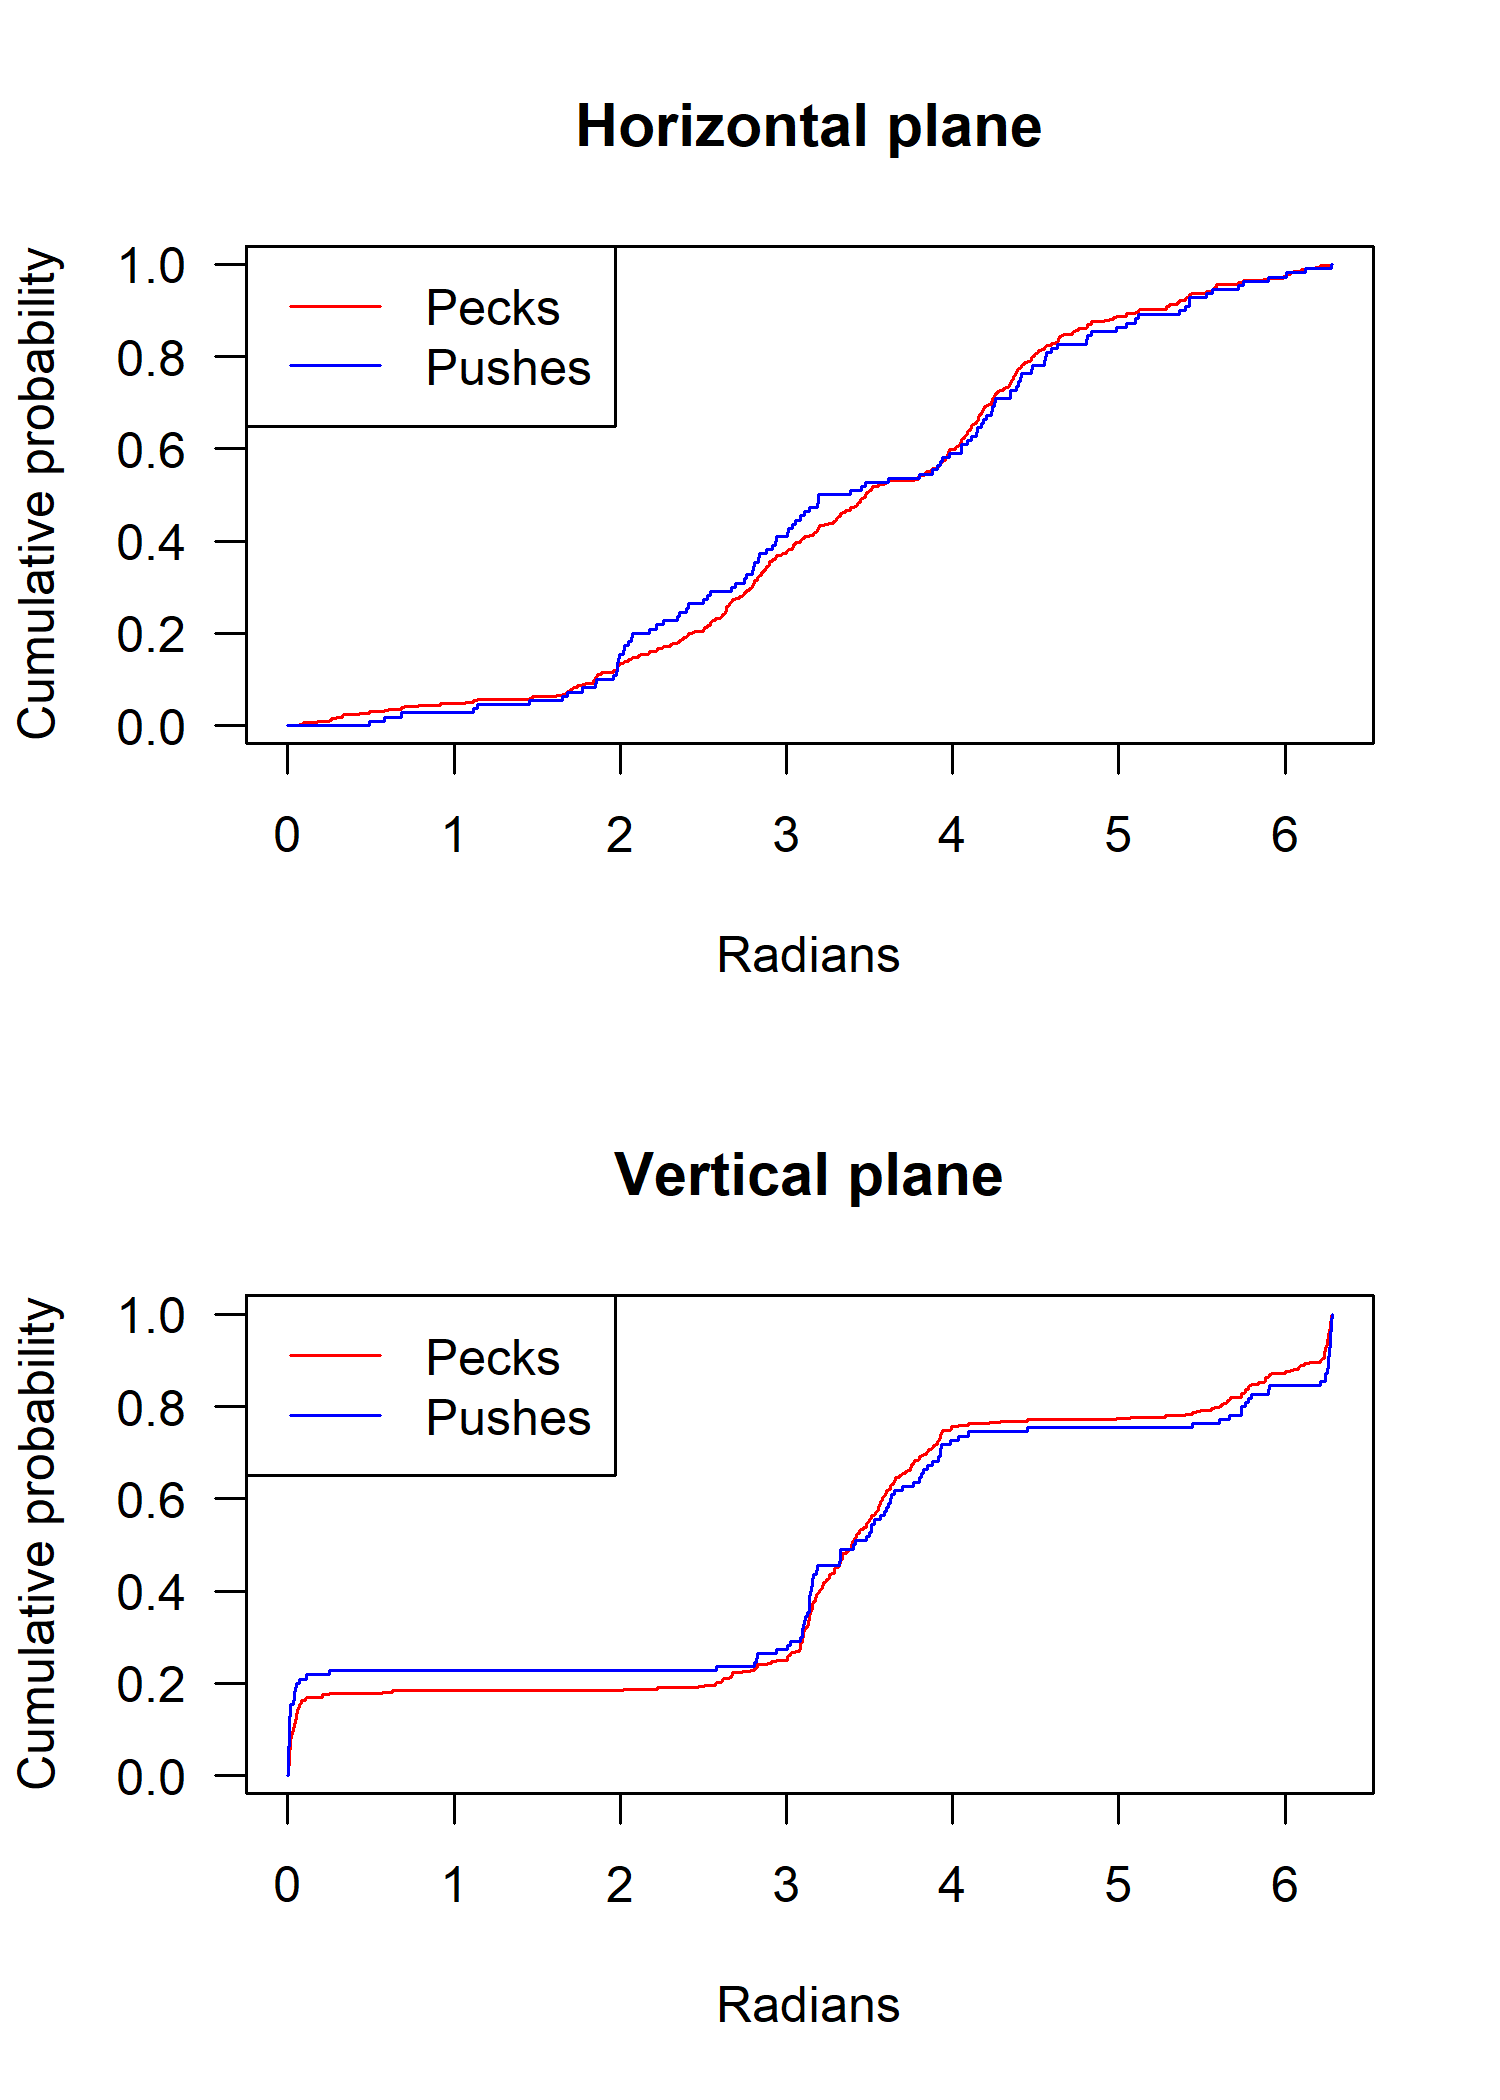 Horizontal plane
Cumulative probability
1.0
0.8
0.6
0.4
0.2
0.0
Pecks
Pushes
0 1 2 3 4 5 6
Radians
Vertical plane
Cumulative probability
1.0
0.8
0.6
0.4
0.2
0.0
Pecks
Pushes
0 1 2 3 4 5 6
Radians